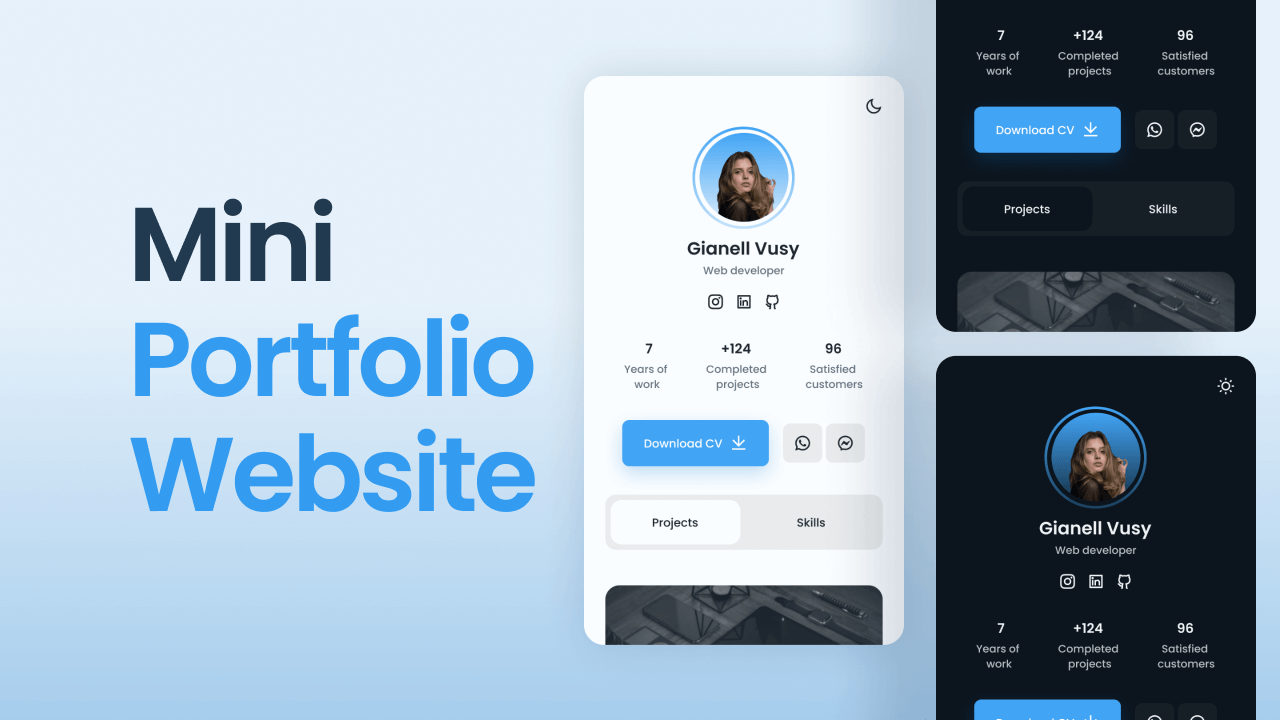 Mini
Portfolio
Website
Gianell Vusy
Web developer
7 +124 96
Years of Completed Satisfied
work projects customers
Download CV
Projects Skills
7 +124 96
Years of Completed Satisfied
work projects customers
Download CV
Projects Skills
Gianell Vusy
Web developer
7 +124 96
Years of Completed Satisfied
work projects customers
Download CV